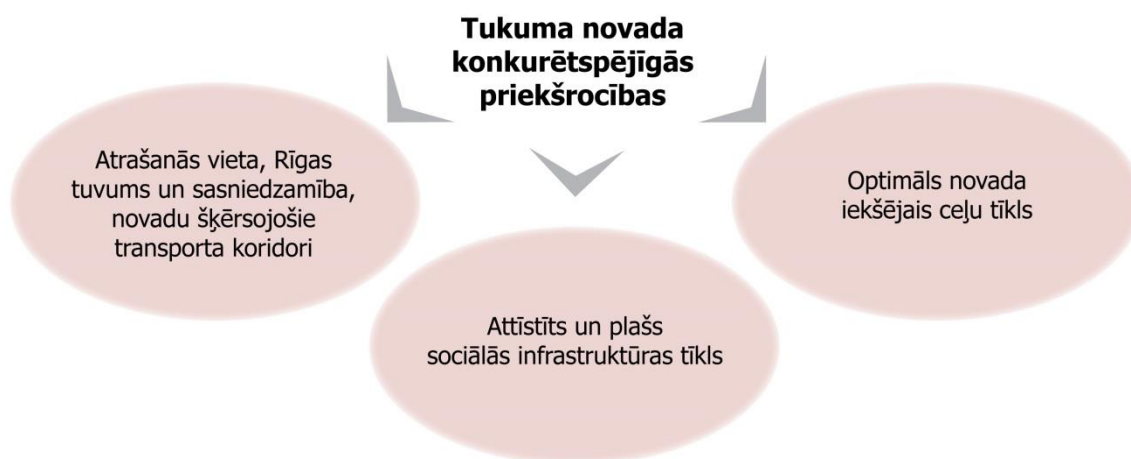 Tukuma novada
konkurētspējīgās
priekšrocības
Atrašanās vieta, Rīgas
tuvums un sasniedzamība,
novadu šķērsojošie
transporta koridori
Attīstīts un plašs
sociālās infrastruktūras tīkls
Optimāls novada
iekšējais ceļu tīkls